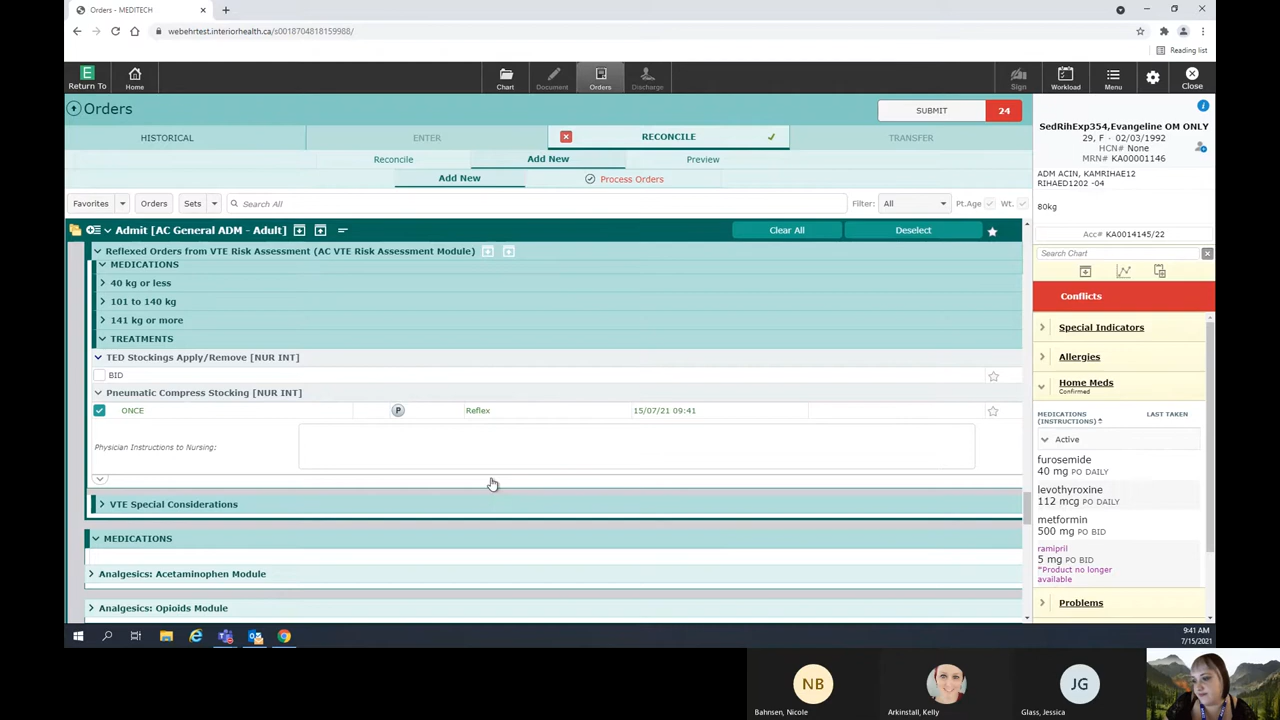 Orders - MEDITECH
webehrtest.interiorhealth.ca/s0018704818159988/
Reading list
Return To
Home
Chart
Document
Orders
Discharge
Sign
Workload
Menu
Close
Orders
SUBMIT 24
HISTORICAL ENTER RECONCILE TRANSFER
Reconcile Add New Preview
Add New Process Orders
Favorites Orders Sets Search All Filter: All Pt.Age Wt.
Admit [AC General ADM - Adult] Clear All Deselect
Reflexed Orders from VTE Risk Assessment (AC VTE Risk Assessment Module)
MEDICATIONS
40 kg or less
101 to 140 kg
141 kg or more
TREATMENTS
TED Stockings Apply/Remove [NUR INT]
BID
Pneumatic Compress Stocking [NUR INT]
ONCE P Reflex 15/07/21 09:41
Physician Instructions to Nursing:
VTE Special Considerations
MEDICATIONS
Analgesics: Acetaminophen Module
Analgesics: Opioids Module
SedRihExp354,Evangeline OM ONLY
29, F - 02/03/1992
HCN# None
MRN# KA00001146
ADM ACIN, KAMRIHAE12
RIHAED1202 -04
80kg
Acc# KA0014145/22
Search Chart
Conflicts
Special Indicators
Allergies
Home Meds
Confirmed
MEDICATIONS LAST TAKEN
(INSTRUCTIONS)
Active
furosemide
40 mg PO DAILY
levothyroxine
112 mcg PO DAILY
metformin
500 mg PO BID
ramipril
5 mg PO BID
*Product no longer
available
Problems
9:41 AM
7/15/2021
NB
JG
Bahnsen, Nicole
Arkinstall, Kelly
Glass, Jessica